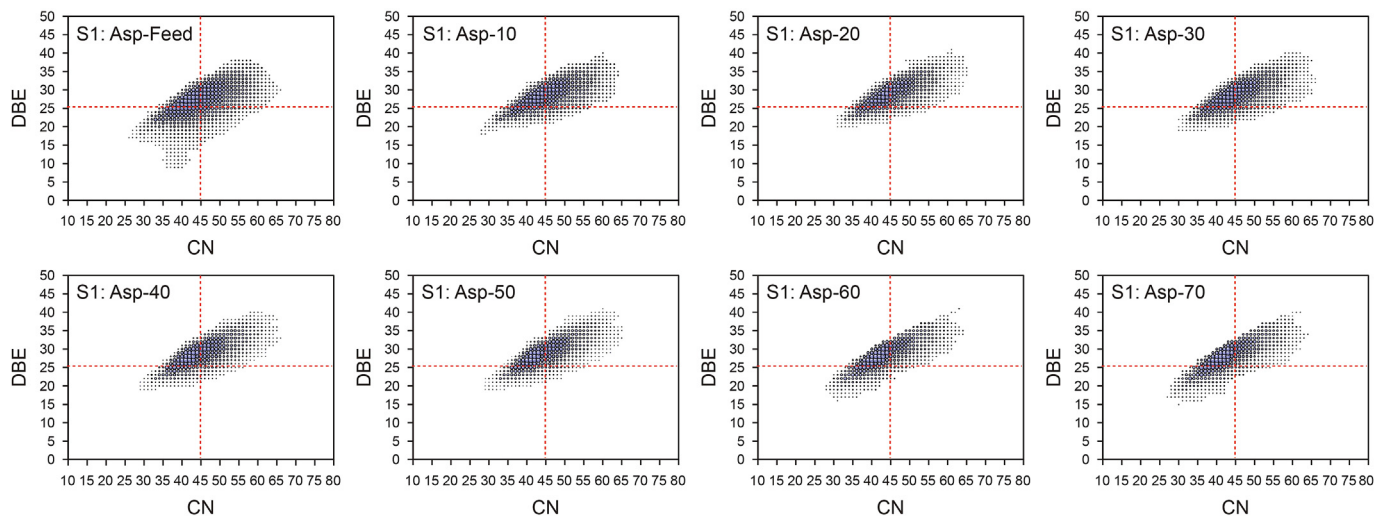 S1: Asp-Feed
DBE
50
45
40
35
30
25
20
15
10
5
0
10 15 20 25 30 35 40 45 50 55 60 65 70 75 80
CN
S1: Asp-10
DBE
50
45
40
35
30
25
20
15
10
5
0
10 15 20 25 30 35 40 45 50 55 60 65 70 75 80
CN
S1: Asp-20
DBE
50
45
40
35
30
25
20
15
10
5
0
10 15 20 25 30 35 40 45 50 55 60 65 70 75 80
CN
S1: Asp-30
DBE
50
45
40
35
30
25
20
15
10
5
0
10 15 20 25 30 35 40 45 50 55 60 65 70 75 80
CN
S1: Asp-40
DBE
50
45
40
35
30
25
20
15
10
5
0
10 15 20 25 30 35 40 45 50 55 60 65 70 75 80
CN
S1: Asp-50
DBE
50
45
40
35
30
25
20
15
10
5
0
10 15 20 25 30 35 40 45 50 55 60 65 70 75 80
CN
S1: Asp-60
DBE
50
45
40
35
30
25
20
15
10
5
0
10 15 20 25 30 35 40 45 50 55 60 65 70 75 80
CN
S1: Asp-70
DBE
50
45
40
35
30
25
20
15
10
5
0
10 15 20 25 30 35 40 45 50 55 60 65 70 75 80
CN